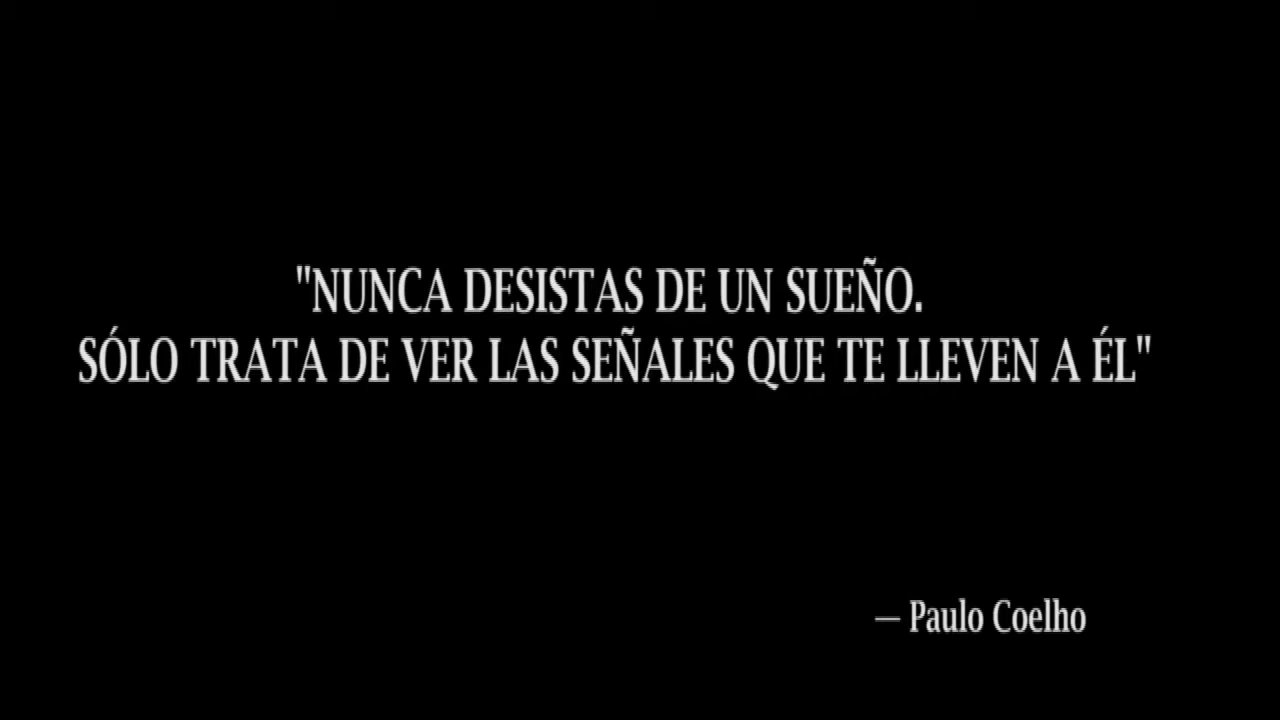 "NUNCA DESISTAS DE UN SUEÑO.
SÓLO TRATA DE VER LAS SEÑALES QUE TE LLEVEN A ÉL"
— Paulo Coelho